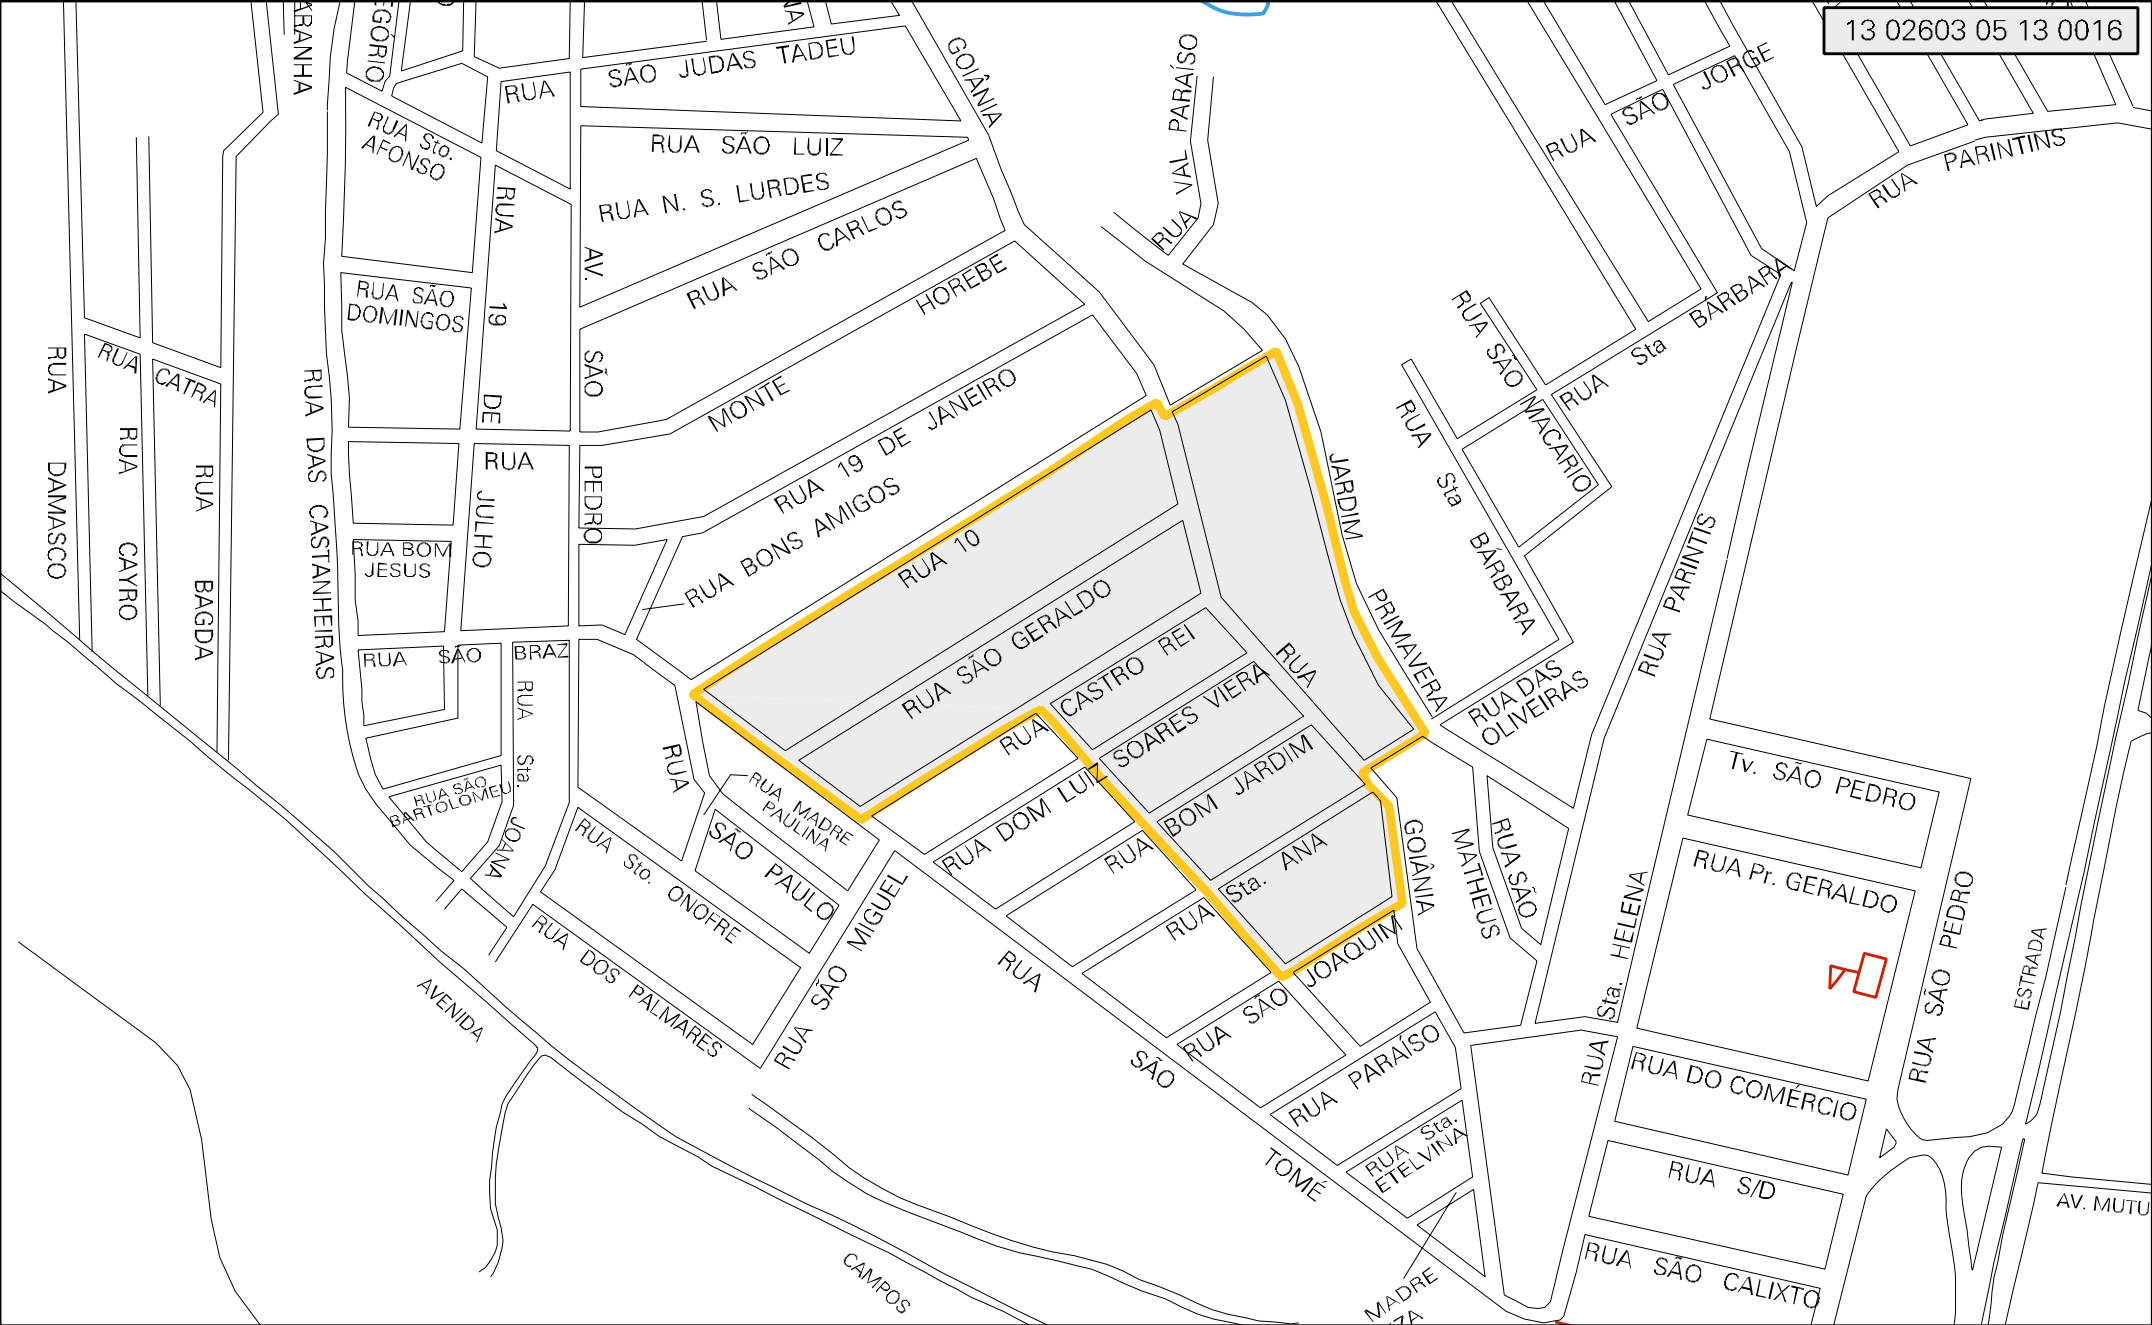 13 02603 05 13 0016
ARANHA
EGÓRIO
NA
GOIÂNIA
RUA SÃO JUDAS TADEU
RUA SÃO LUIZ
RUA N. S. LURDES
RUA SÃO CARLOS
MONTE HOREBE
RUA 19 DE JANEIRO
RUA BONS AMIGOS
RUA 10
RUA SÃO GERALDO
RUA Sto.
AFONSO
RUA SÃO
DOMINGOS
RUA 19 DE JULHO
AV. SÃO PEDRO
RUA
RUA BOM
JESUS
RUA SÃO BRAZ
RUA DAMASCO
RUA CATRA
RUA CAYRO
RUA BAGDA
RUA DAS CASTANHEIRAS
RUA SÃO
BARTOLOMEU
RUA Sta. JOANA
RUA Sto. ONOFRE
RUA DOS PALMARES
RUA SÃO PAULO
RUA MADRE
PAULINA
RUA SÃO MIGUEL
AVENIDA
CAMPOS
RUA VAL PARAÍSO
RUA SÃO JORGE
RUA PARINTINS
RUA Sta BÁRBARA
RUA SÃO MACARIO
RUA Sta BÁRBARA
JARDIM PRIMAVERA
RUA DAS
OLIVEIRAS
RUA PARINTIS
RUA CASTRO REI
RUA DOM LUIZ SOARES VIERA
RUA BOM JARDIM
RUA Sta. ANA
RUA SÃO JOAQUIM
RUA GOIÂNIA
RUA PARAÍSO
RUA Sta.
ETELVINA
RUA SÃO TOMÉ
MADRE
ZA
MATHEUS
RUA SÃO
RUA Sta. HELENA
Tv. SÃO PEDRO
RUA Pr. GERALDO
RUA SÃO PEDRO
ESTRADA
RUA DO COMÉRCIO
RUA S/D
RUA SÃO CALIXTO
AV. MUTU